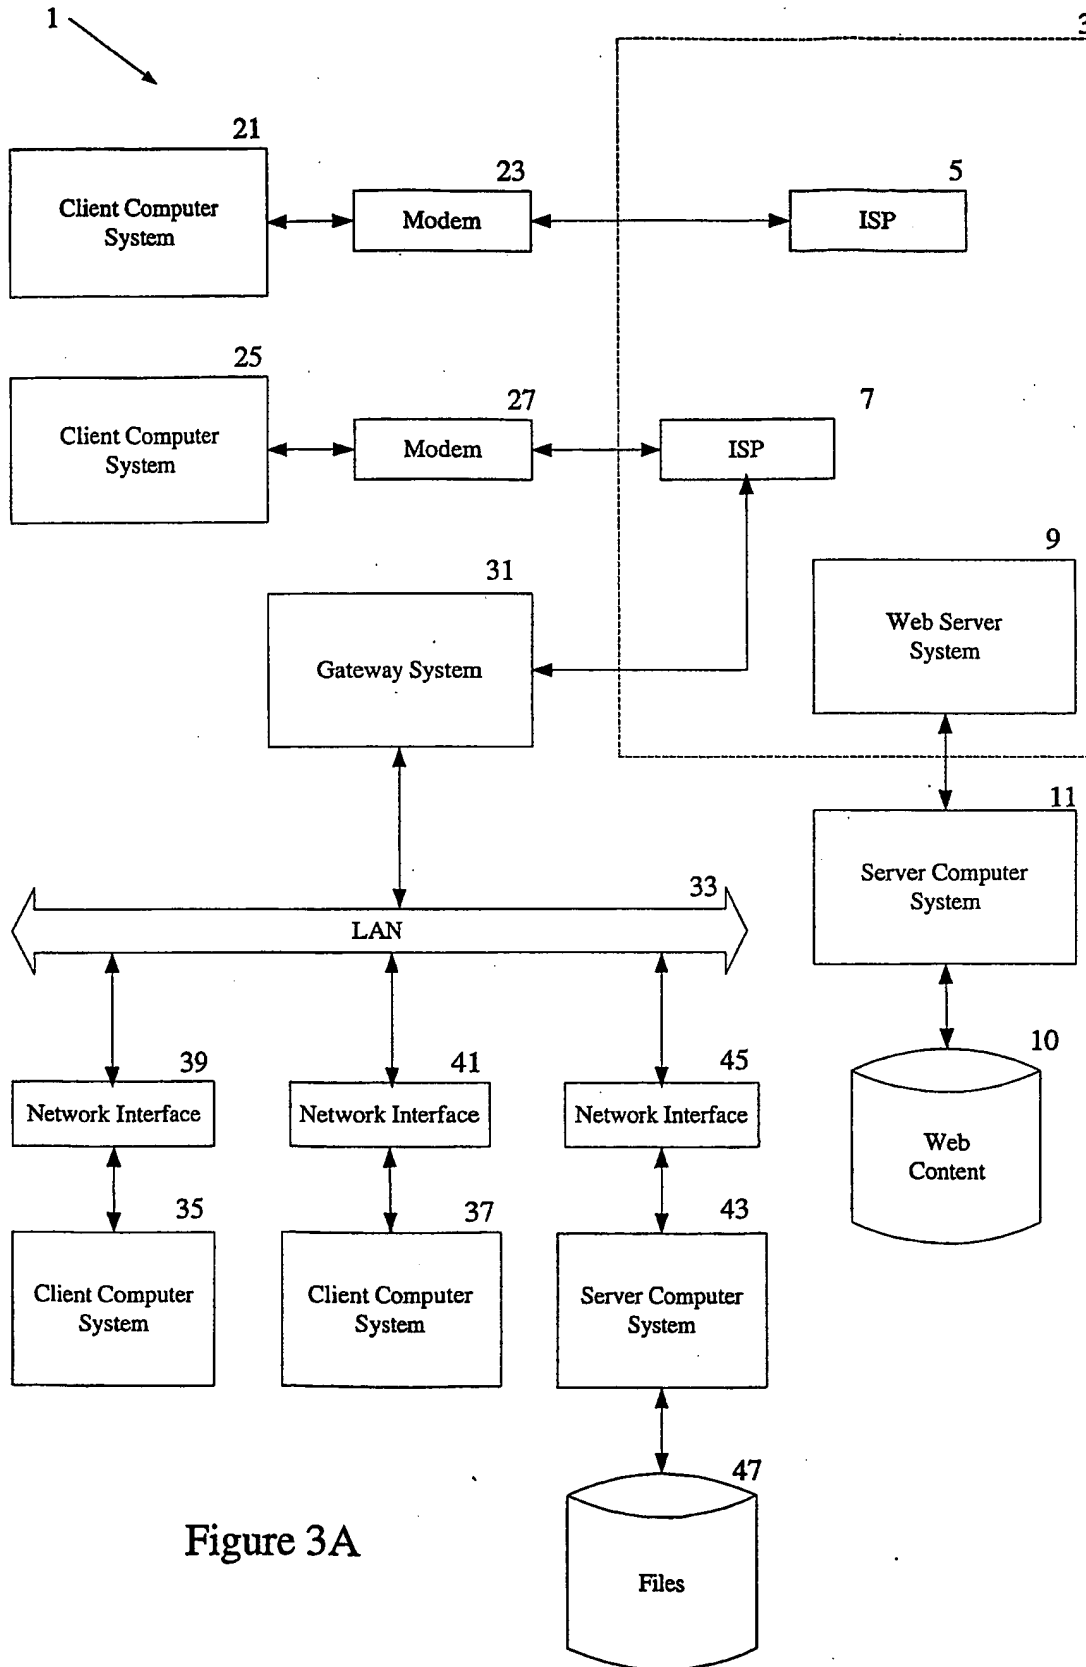 1
3
21
Client Computer
System
23
Modem
5
ISP
25
Client Computer
System
27
Modem
7
ISP
31
Gateway System
9
Web Server
System
33
LAN
11
Server Computer
System
39
Network Interface
41
Network Interface
45
Network Interface
10
Web
Content
35
Client Computer
System
37
Client Computer
System
43
Server Computer
System
47
Files
Figure 3A